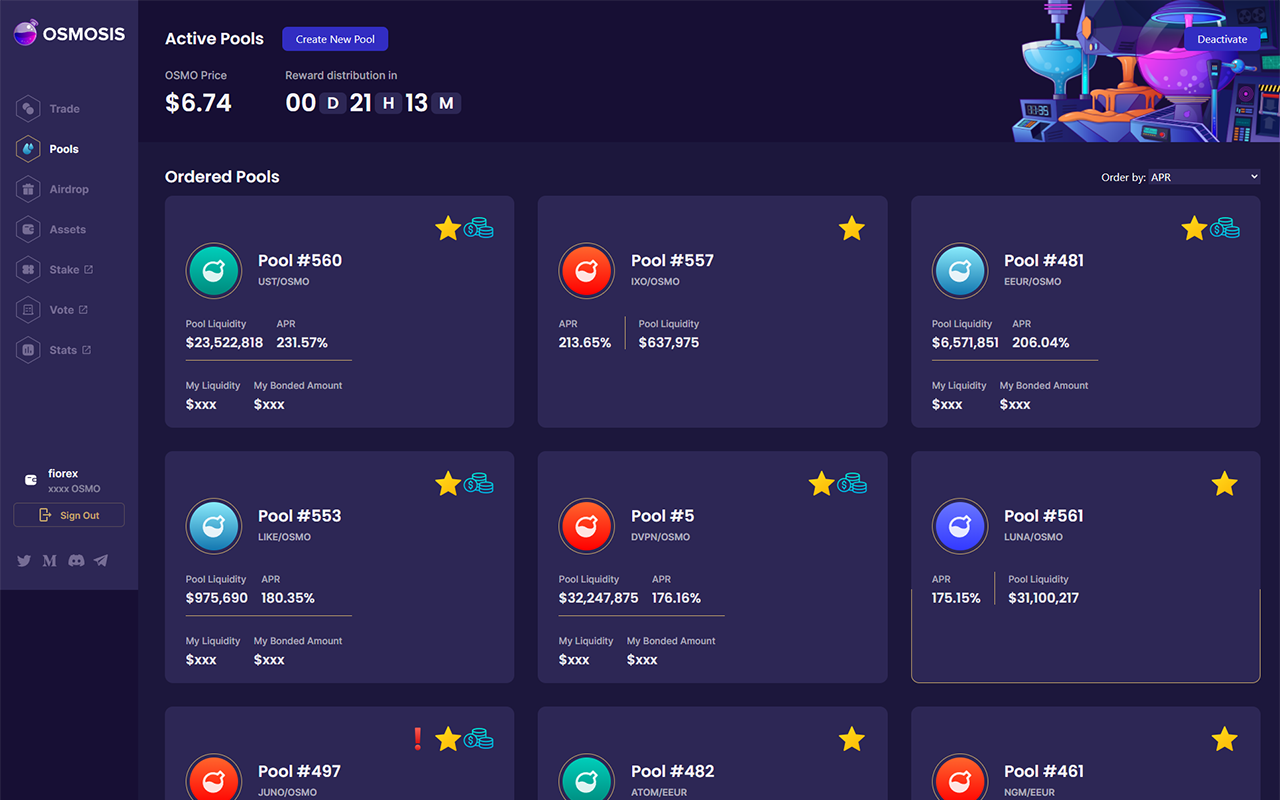 OSMOSIS
Trade
Pools
Airdrop
Assets
Stake
Vote
Stats
fiorex
xxxx OSMO
Sign Out
Active Pools
Create New Pool
Deactivate
OSMO Price
Reward distribution in
$6.74
00 D 21 H 13 M
Ordered Pools
Order by: APR
Pool #560
UST/OSMO
Pool Liquidity APR
$23,522,818 231.57%
My Liquidity My Bonded Amount
$xxx $xxx
Pool #557
IXO/OSMO
APR Pool Liquidity
213.65% $637,975
Pool #481
EEUR/OSMO
Pool Liquidity APR
$6,571,851 206.04%
My Liquidity My Bonded Amount
$xxx $xxx
Pool #553
LIKE/OSMO
Pool Liquidity APR
$975,690 180.35%
My Liquidity My Bonded Amount
$xxx $xxx
Pool #5
DVPN/OSMO
Pool Liquidity APR
$32,247,875 176.16%
My Liquidity My Bonded Amount
$xxx $xxx
Pool #561
LUNA/OSMO
APR Pool Liquidity
175.15% $31,100,217
Pool #497
JUNO/OSMO
Pool #482
ATOM/EEUR
Pool #461
NGM/EEUR